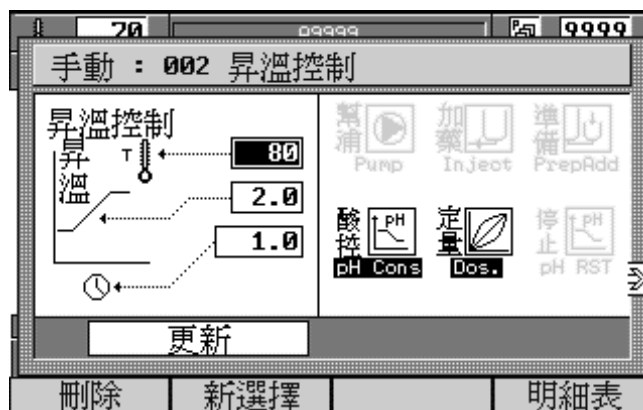 20 99999 9999
手動 : 002 昇溫控制
昇溫控制
昇溫
T
80
2.0
1.0
幫浦 Pump
加藥 Inject
準備 PrepAdd
酸控 pH pH Cons
定量 Dos.
停止 pH pH RST
更新
刪除 新選擇 明細表